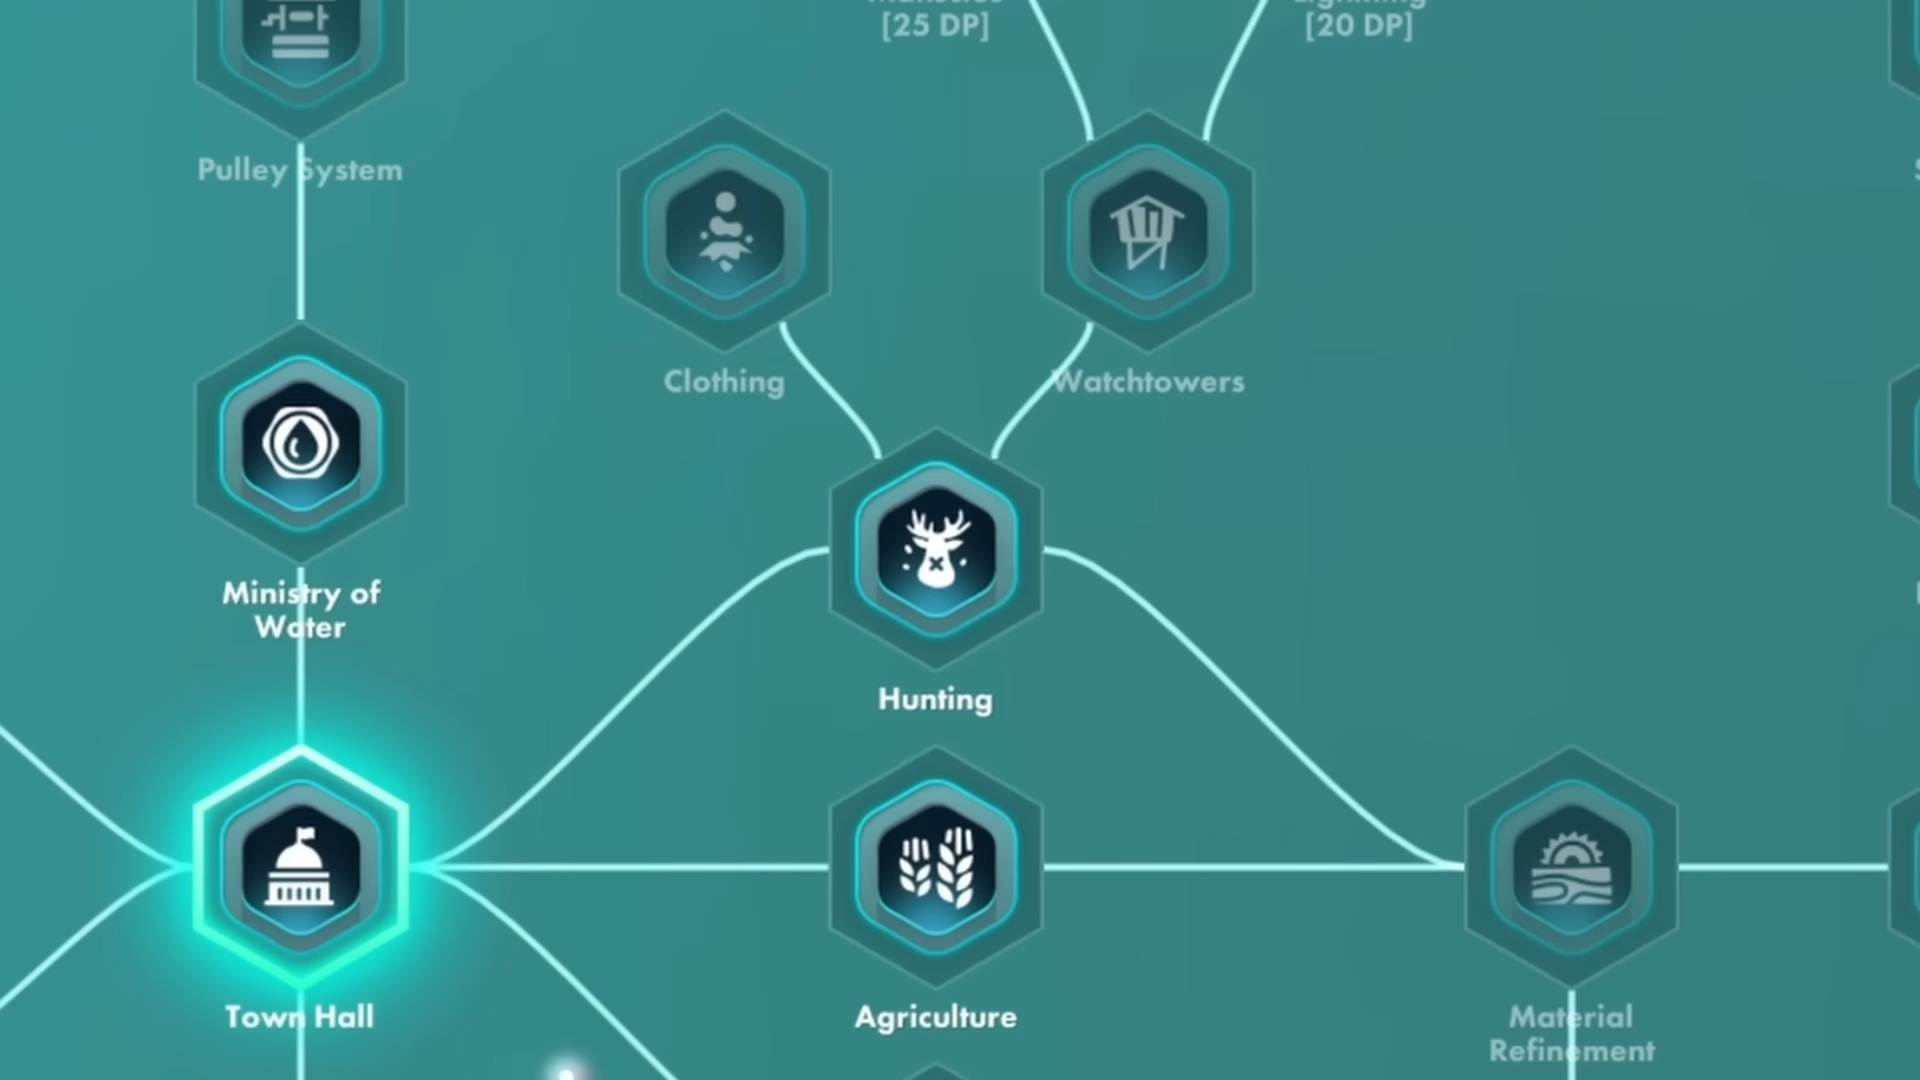 [25 DP]
[20 DP]
Pulley System
Clothing
Watchtowers
Ministry of
Water
Hunting
Town Hall
Agriculture
Material
Refinement